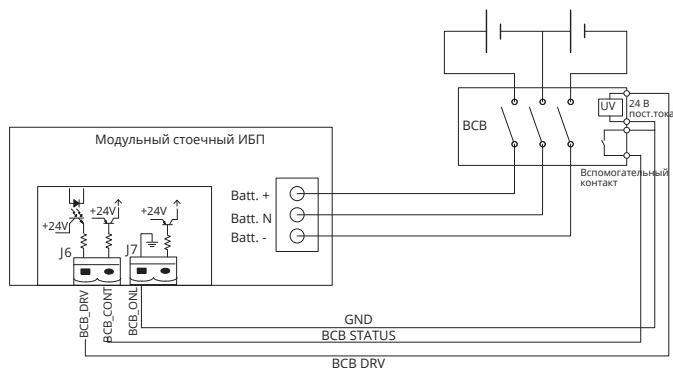 BCB
UV
24 В
пост.тока
Вспомогательный
контакт
Модульный стоечный ИБП
Batt. +
Batt. N
Batt. -
+24V
+24V
+24V
J6
J7
BCB_DRV
BCB_CONT
BCB_ONL
GND
BCB STATUS
BCB DRV